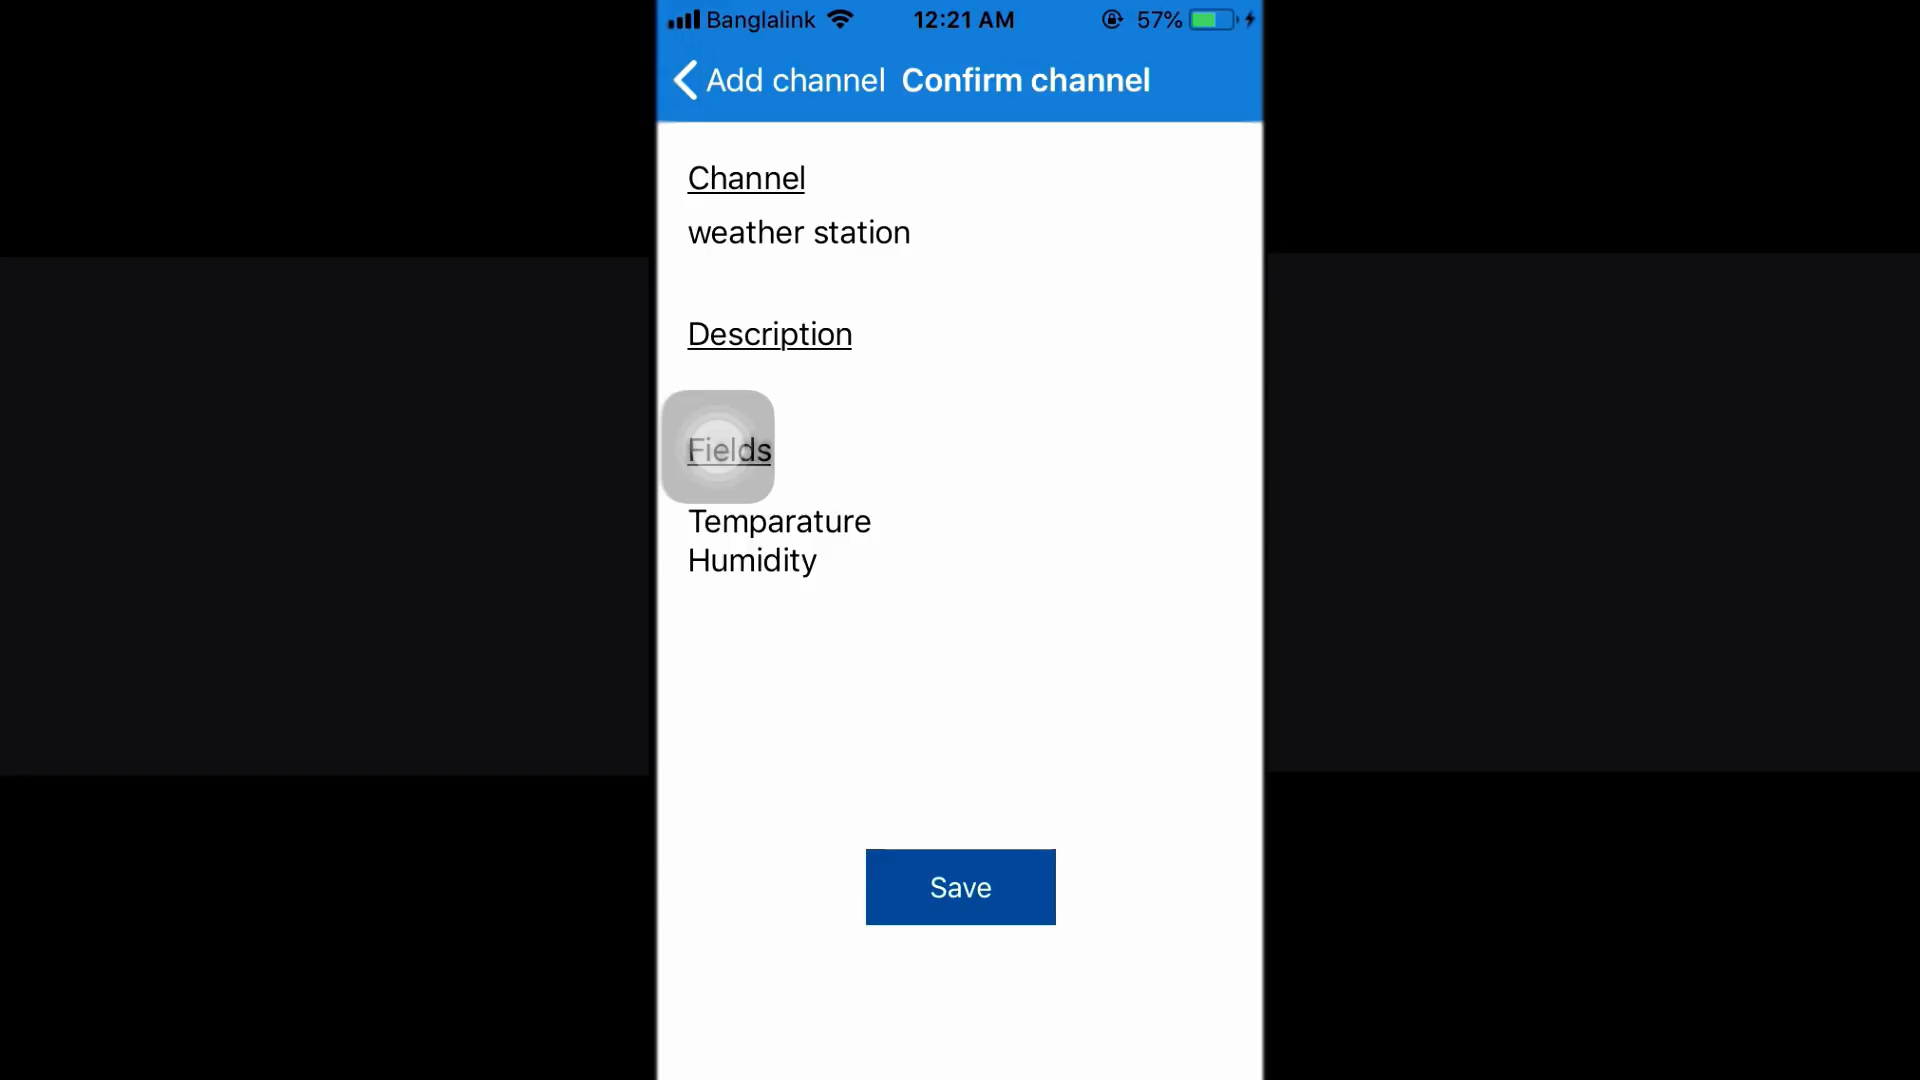 Banglalink 12:21 AM 57%
Add channel Confirm channel
Channel
weather station
Description
Fields
Temparature
Humidity
Save